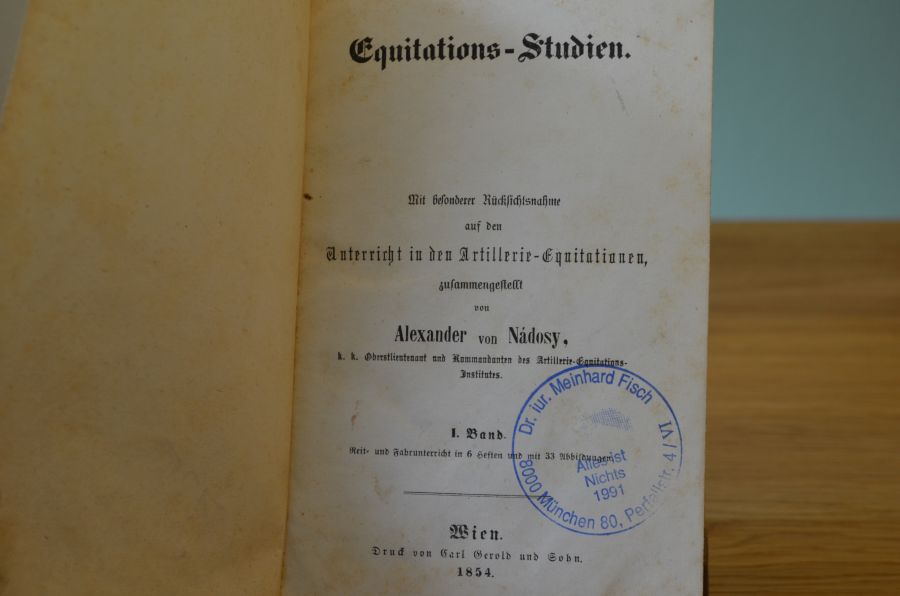 Equitations-Studien.
Mit besonderer Rücksichtsnahme
auf den
Unterricht in den Artillerie-Equitationen,
zusammengestellt
von
Alexander von Nádosy,
k. k. Oberstlieutenant und Kommandanten des Artillerie-Equitations-
Institutes.
I. Band.
Reit- und Fahrunterricht in 6 Heften und mit 33 Abbildungen.
Wien.
Druck von Carl Gerold und Sohn.
1854.
Dr. iur. Meinhard Fisch
Alles ist
Nichts
1991
8000 München 80, Perfallstr. 4 / VI